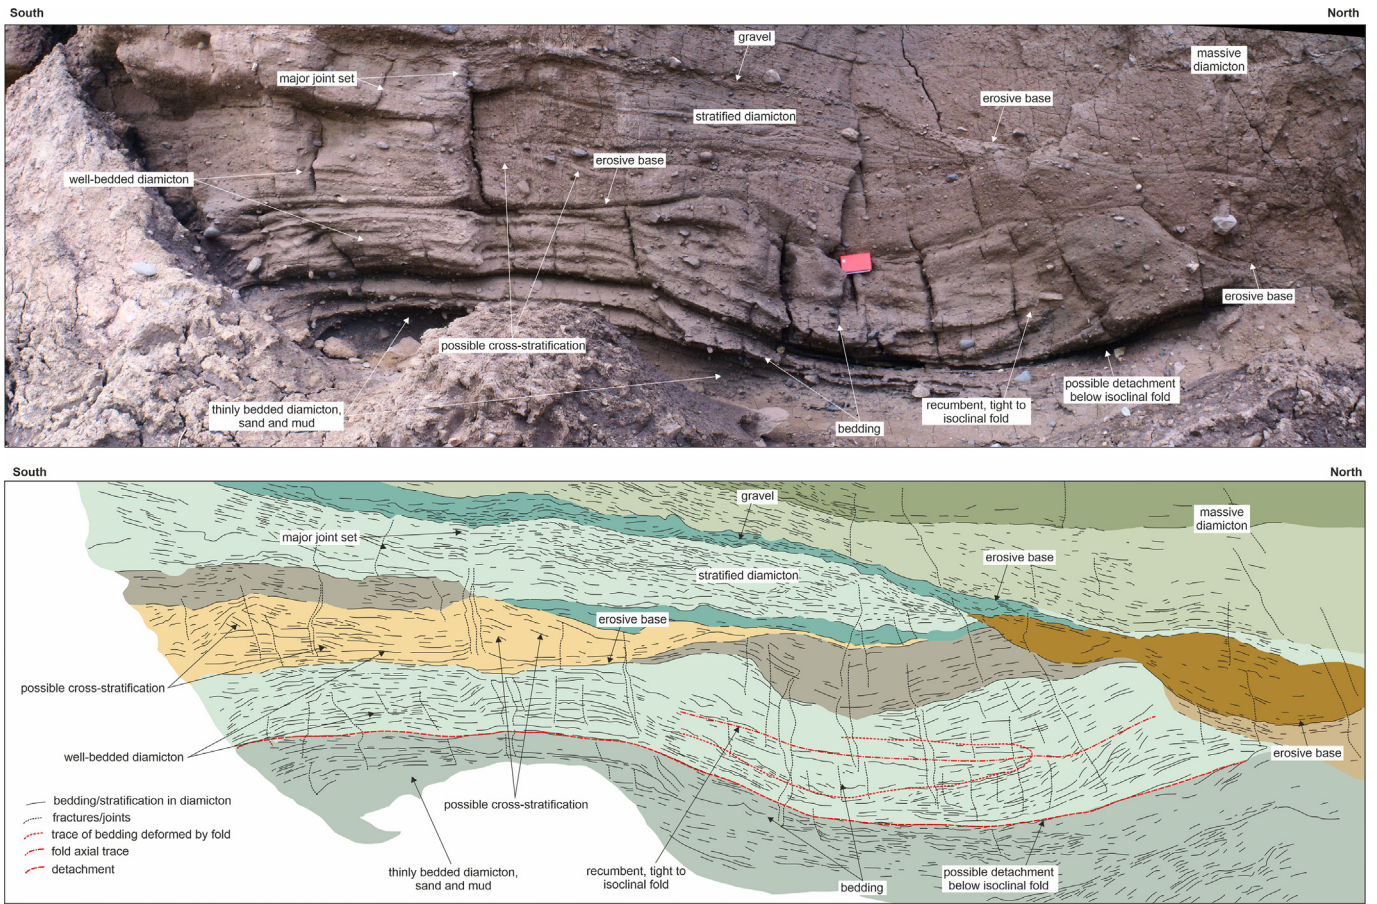 South
North
gravel
massive
diamicton
major joint set
erosive base
stratified diamicton
erosive base
well-bedded diamicton
erosive base
possible cross-stratification
possible detachment
below isoclinal fold
thinly bedded diamicton,
sand and mud
recumbent, tight to
isoclinal fold
bedding
South
North
gravel
massive
diamicton
major joint set
erosive base
stratified diamicton
erosive base
possible cross-stratification
well-bedded diamicton
erosive base
possible cross-stratification
bedding/stratification in diamicton
fractures/joints
trace of bedding deformed by fold
fold axial trace
detachment
thinly bedded diamicton,
sand and mud
recumbent, tight to
isoclinal fold
bedding
possible detachment
below isoclinal fold